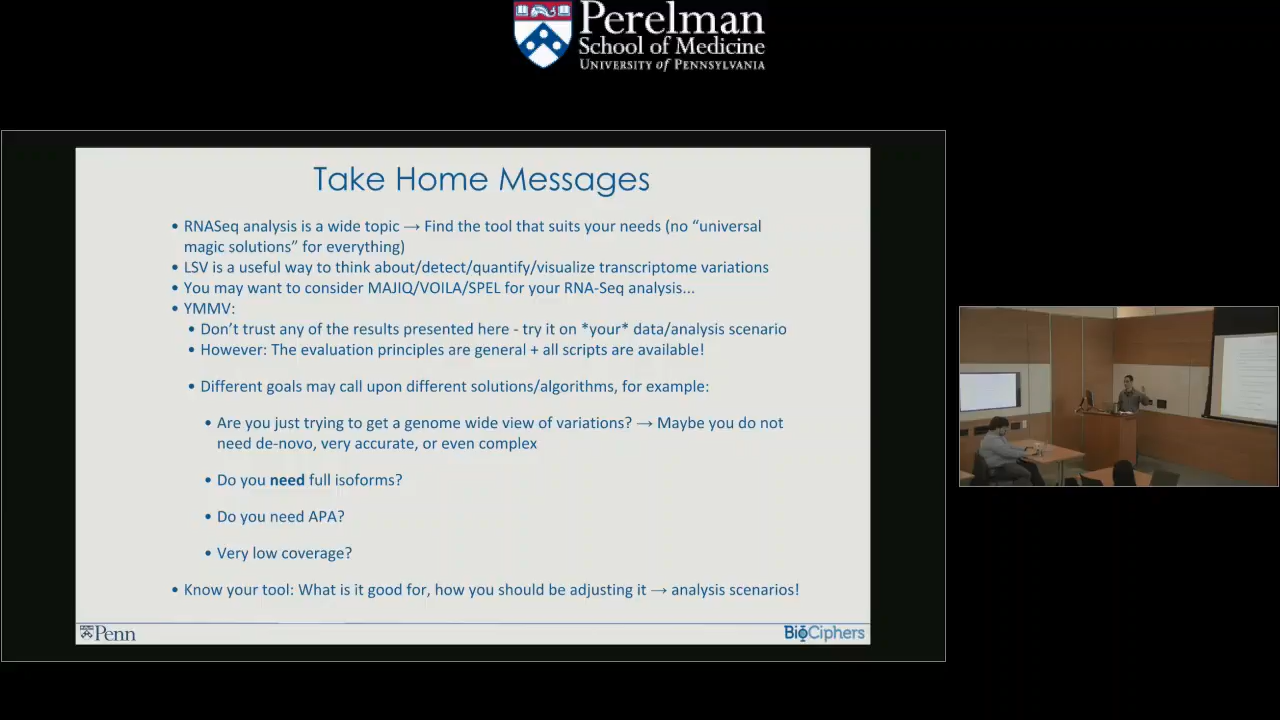 Perelman
School of Medicine
UNIVERSITY of PENNSYLVANIA
Take Home Messages
• RNASeq analysis is a wide topic → Find the tool that suits your needs (no “universal
magic solutions” for everything)
• LSV is a useful way to think about/detect/quantify/visualize transcriptome variations
• You may want to consider MAJIQ/VOILA/SPEL for your RNA-Seq analysis...
• YMMV:
• Don’t trust any of the results presented here - try it on *your* data/analysis scenario
• However: The evaluation principles are general + all scripts are available!
• Different goals may call upon different solutions/algorithms, for example:
• Are you just trying to get a genome wide view of variations? → Maybe you do not
need de-novo, very accurate, or even complex
• Do you need full isoforms?
• Do you need APA?
• Very low coverage?
• Know your tool: What is it good for, how you should be adjusting it → analysis scenarios!
Penn
BioCiphers